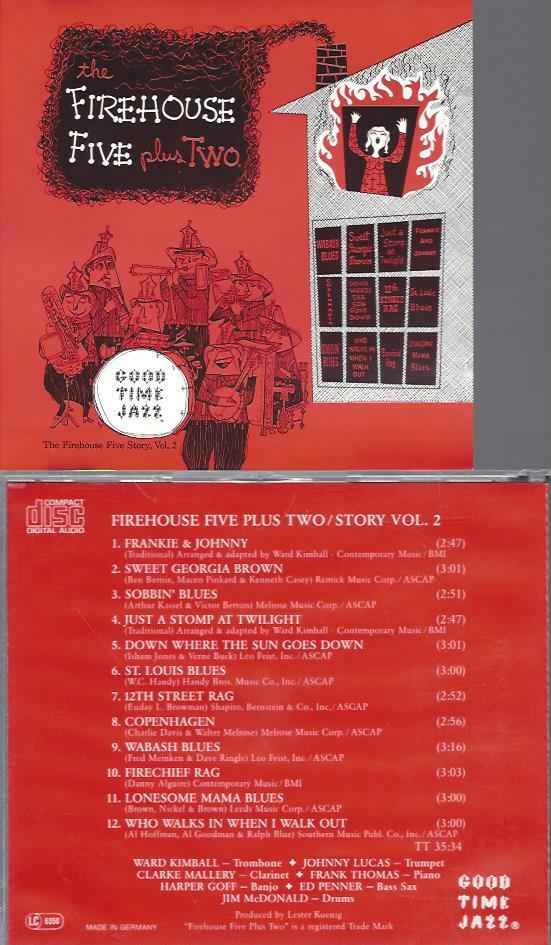 the
FIREHOUSE
FIVE plus TWO
WABASH BLUES
Sweet Georgia Brown
Just a Stomp at Twilight
FRANKIE AND JOHNNY
COPENHAGEN
DOWN WHERE THE SUN GOES DOWN
12th STREET RAG
St. Louis Blues
SOBBIN' BLUES
WHO WALKS IN WHEN I WALK OUT
Firechief Rag
LONESOME MAMA BLUES
GOOD
TIME
JAZZ®
The Firehouse Five Story, Vol. 2
COMPACT
disc
DIGITAL AUDIO
FIREHOUSE FIVE PLUS TWO/STORY VOL. 2
1. FRANKIE & JOHNNY (2:47)
(Traditional) Arranged & adapted by Ward Kimball · Contemporary Music/BMI
2. SWEET GEORGIA BROWN (3:01)
(Ben Bernie, Maceo Pinkard & Kenneth Casey) Remick Music Corp./ASCAP
3. SOBBIN' BLUES (2:51)
(Arthur Kassel & Victor Berton) Melrose Music Corp./ASCAP
4. JUST A STOMP AT TWILIGHT (2:47)
(Traditional) Arranged & adapted by Ward Kimball · Contemporary Music/BMI
5. DOWN WHERE THE SUN GOES DOWN (3:01)
(Isham Jones & Verne Buck) Leo Feist, Inc./ASCAP
6. ST. LOUIS BLUES (3:00)
(W.C. Handy) Handy Bros. Music Co., Inc./ASCAP
7. 12TH STREET RAG (2:52)
(Euday L. Browman) Shapiro, Bernstein & Co., Inc./ASCAP
8. COPENHAGEN (2:56)
(Charlie Davis & Walter Melrose) Melrose Music Corp./ASCAP
9. WABASH BLUES (3:16)
(Fred Meinken & Dave Ringle) Leo Feist, Inc./ASCAP
10. FIRECHIEF RAG (3:03)
(Danny Alguire) Contemporary Music/BMI
11. LONESOME MAMA BLUES (3:00)
(Brown, Nickel & Brown) Leeds Music Corp./ASCAP
12. WHO WALKS IN WHEN I WALK OUT (3:00)
(Al Hoffman, Al Goodman & Ralph Blue) Southern Music Publ. Co., Inc./ASCAP
TT 35:34
WARD KIMBALL – Trombone ✦ JOHNNY LUCAS – Trumpet
CLARKE MALLERY – Clarinet ✦ FRANK THOMAS – Piano
HARPER GOFF – Banjo ✦ ED PENNER – Bass Sax
JIM McDONALD – Drums
Produced by Lester Koenig
"Firehouse Five Plus Two" is a registered Trade Mark
LC 6350
MADE IN GERMANY
GOOD
TIME
JAZZ®